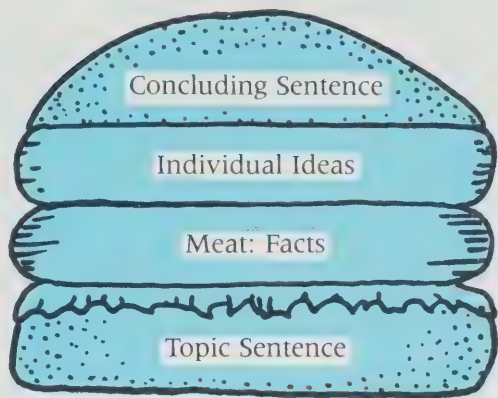 Concluding Sentence
Individual Ideas
Meat: Facts
Topic Sentence